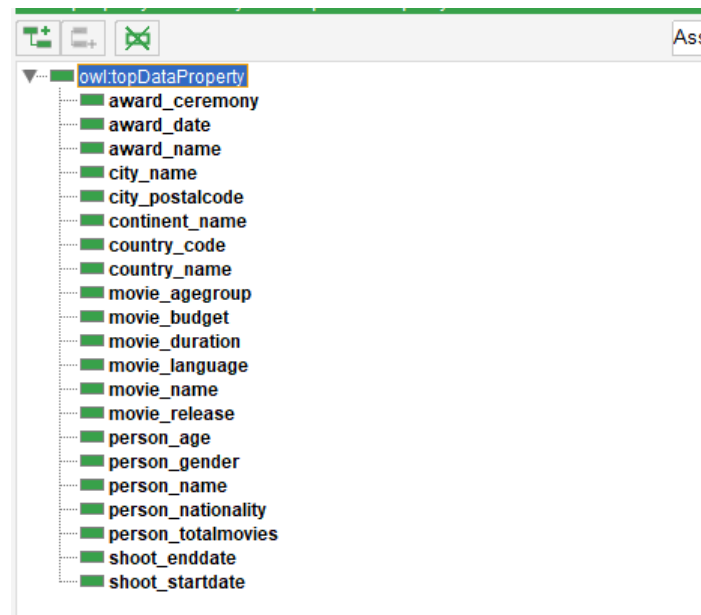 Ass
owl:topDataProperty
award_ceremony
award_date
award_name
city_name
city_postalcode
continent_name
country_code
country_name
movie_agegroup
movie_budget
movie_duration
movie_language
movie_name
movie_release
person_age
person_gender
person_name
person_nationality
person_totalmovies
shoot_enddate
shoot_startdate